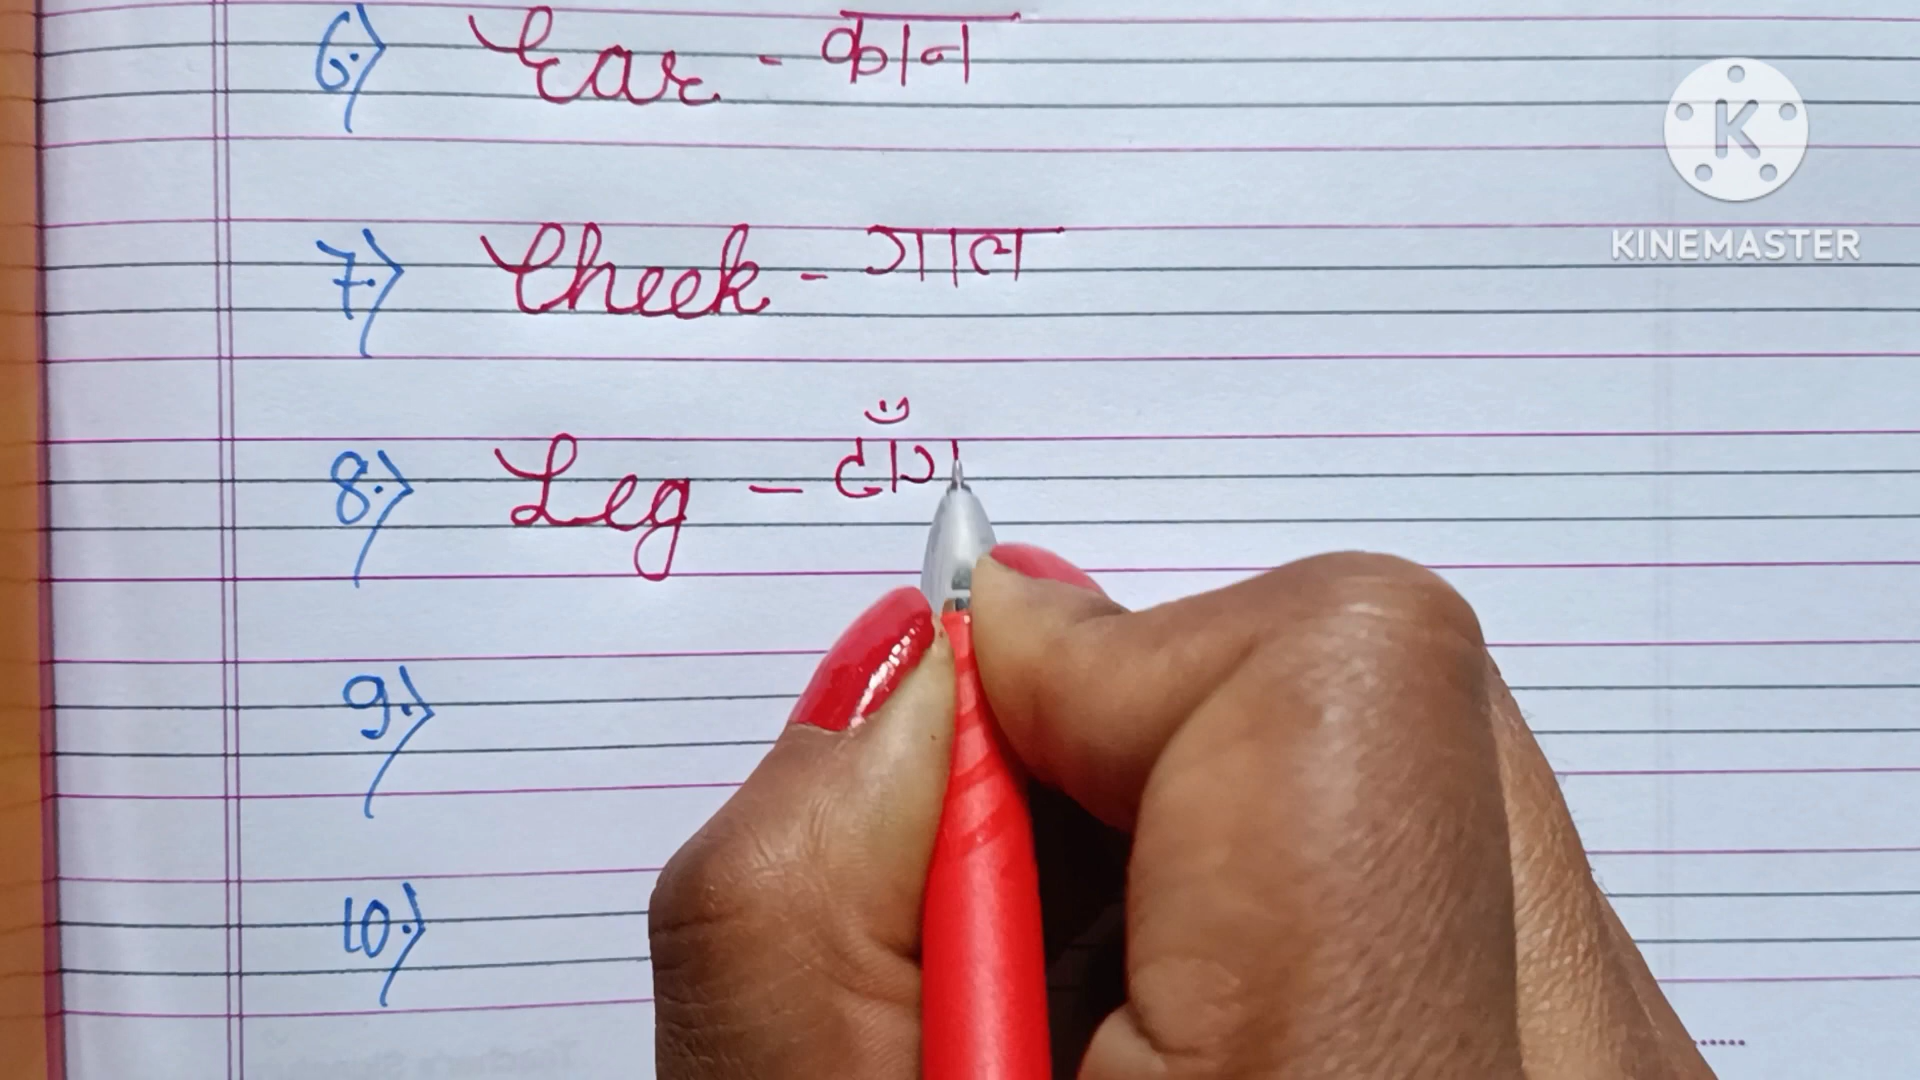 6.) Ear - कान
KINEMASTER
7.) Cheek - गाल
8.) Leg - टाँग
9.)
10.)